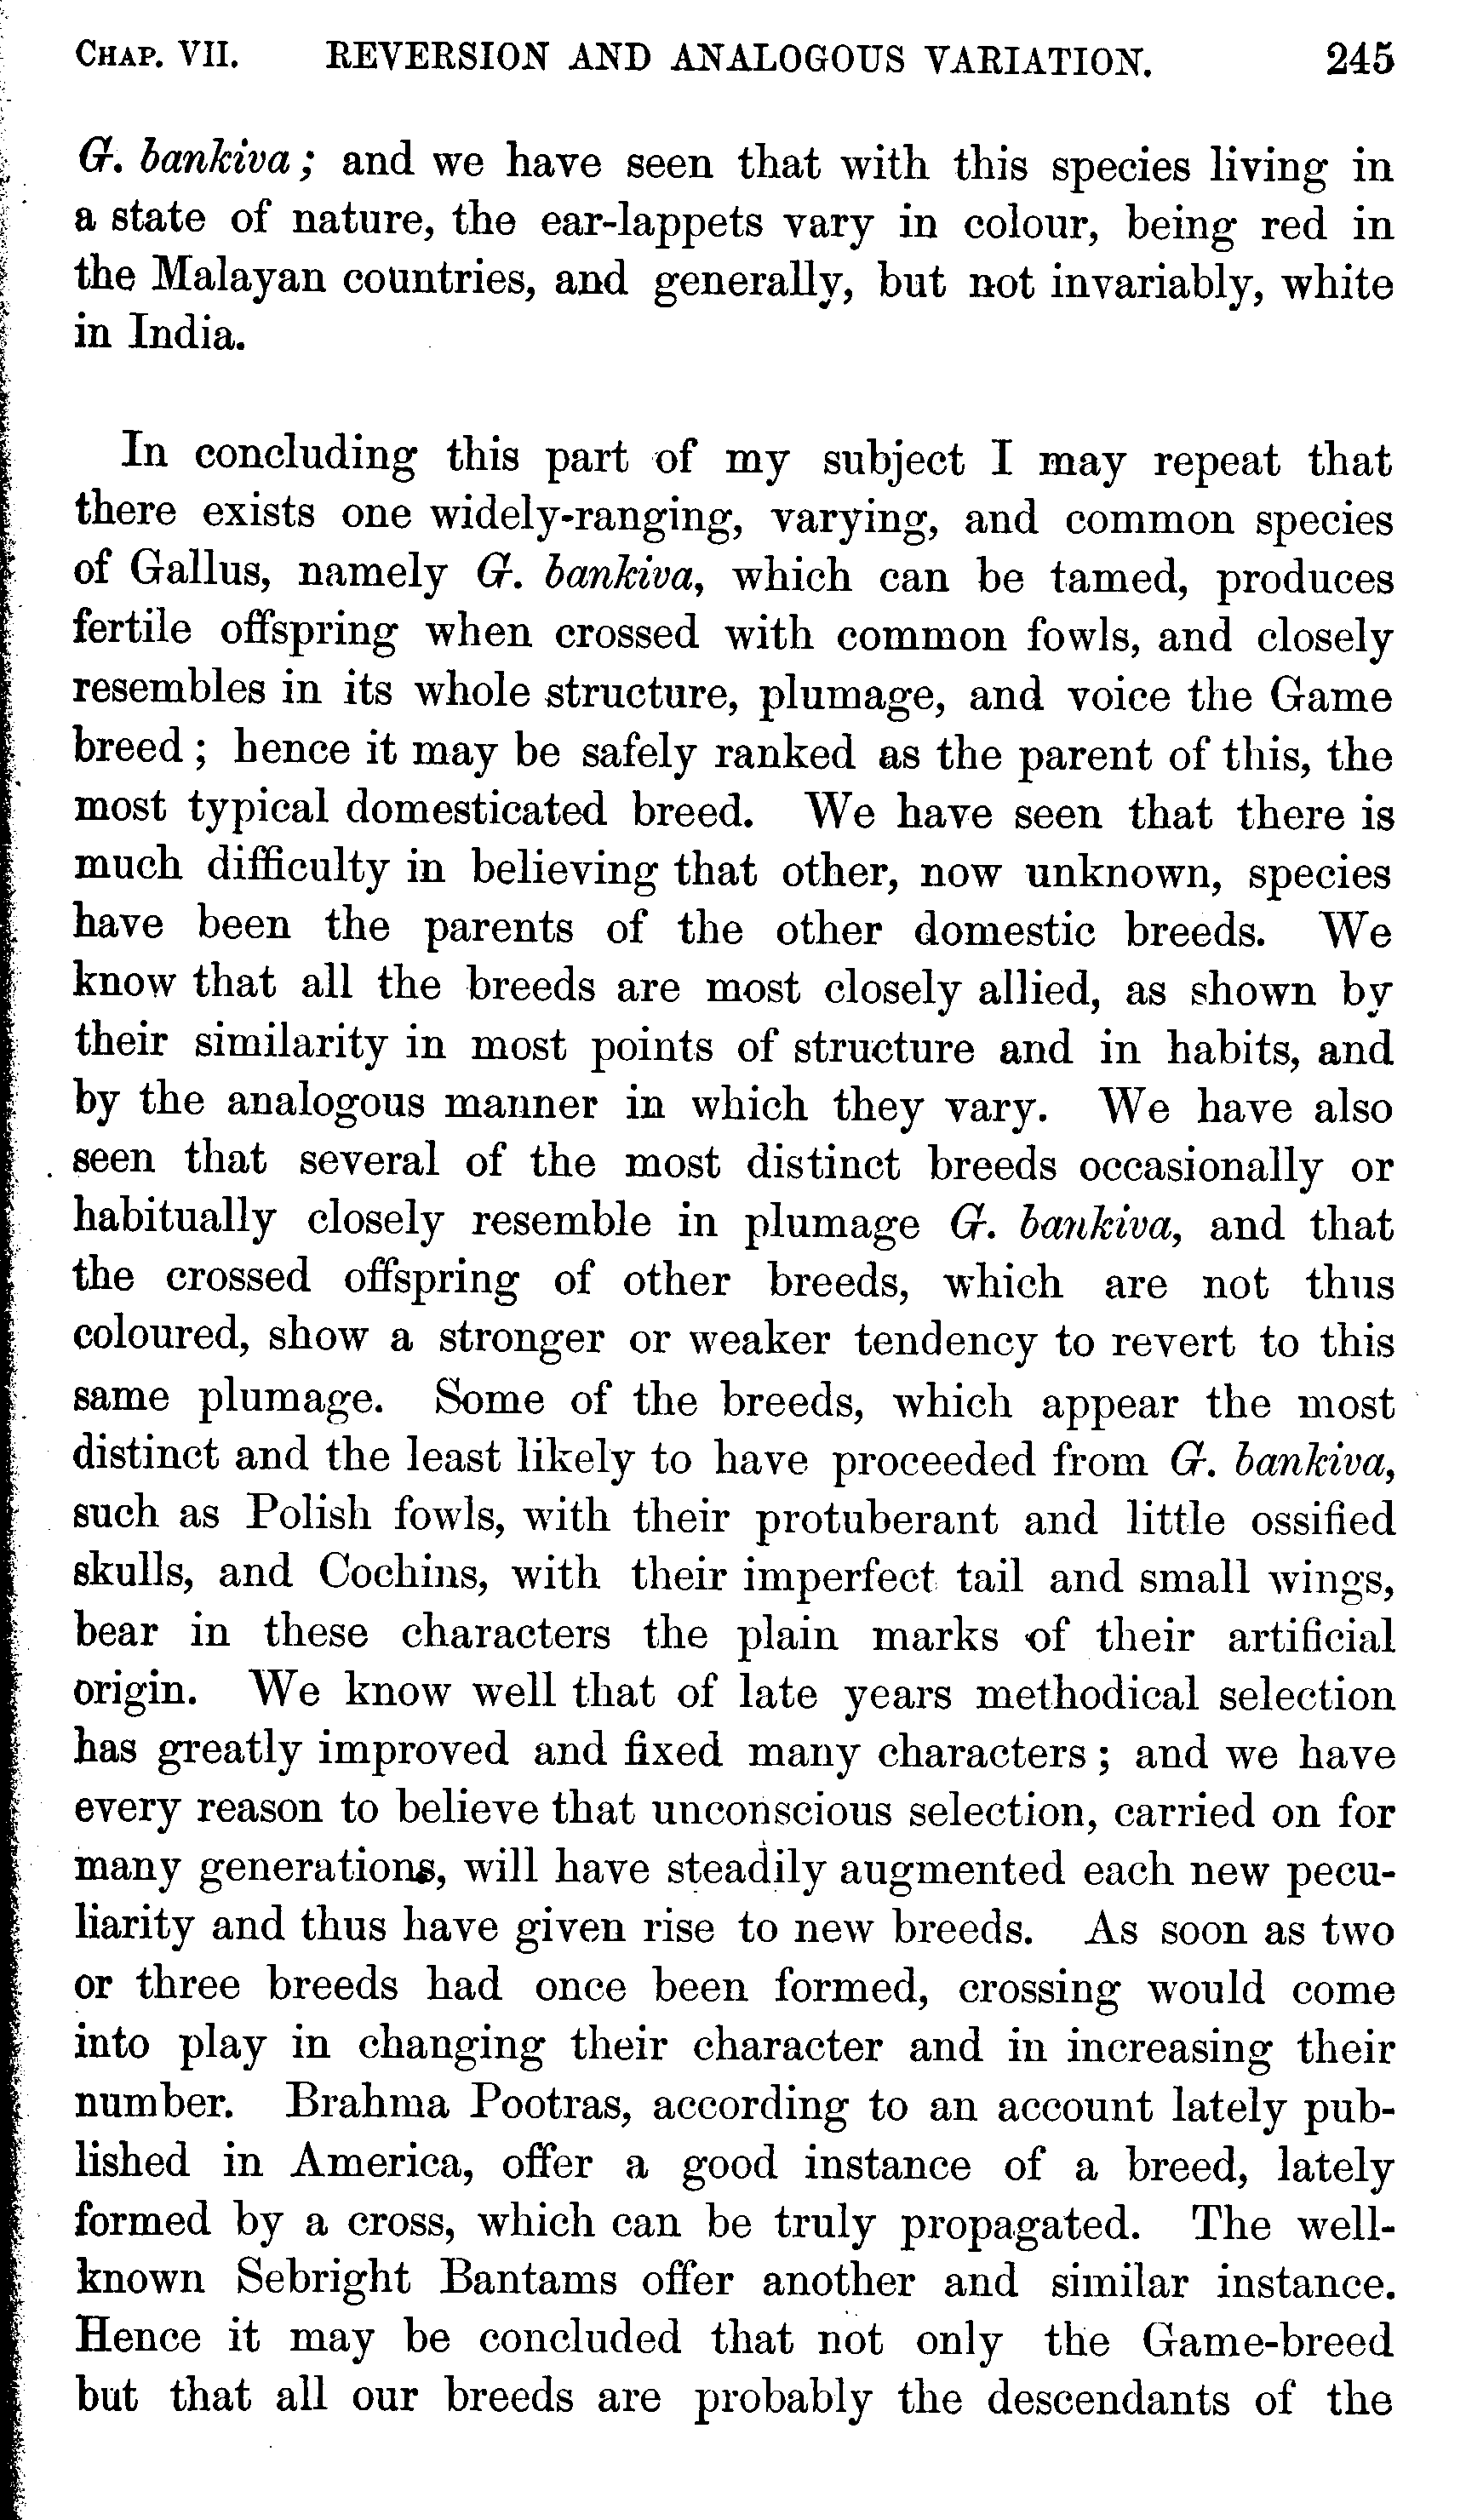 CHAP. VII. REVERSION AND ANALOGOUS VARIATION. 245
G. bankiva; and we have seen that with this species living in
a state of nature, the ear-lappets vary in colour, being red in
the Malayan countries, and generally, but not invariably, white
in India.
In concluding this part of my subject I may repeat that
there exists one widely-ranging, varying, and common species
of Gallus, namely G. bankiva, which can be tamed, produces
fertile offspring when crossed with common fowls, and closely
resembles in its whole structure, plumage, and voice the Game
breed; hence it may be safely ranked as the parent of this, the
most typical domesticated breed. We have seen that there is
much difficulty in believing that other, now unknown, species
have been the parents of the other domestic breeds. We
know that all the breeds are most closely allied, as shown by
their similarity in most points of structure and in habits, and
by the analogous manner in which they vary. We have also
seen that several of the most distinct breeds occasionally or
habitually closely resemble in plumage G. bankiva, and that
the crossed offspring of other breeds, which are not thus
coloured, show a stronger or weaker tendency to revert to this
same plumage. Some of the breeds, which appear the most
distinct and the least likely to have proceeded from G. bankiva,
such as Polish fowls, with their protuberant and little ossified
skulls, and Cochins, with their imperfect tail and small wings,
bear in these characters the plain marks of their artificial
origin. We know well that of late years methodical selection
has greatly improved and fixed many characters; and we have
every reason to believe that unconscious selection, carried on for
many generations, will have steadily augmented each new pecu-
liarity and thus have given rise to new breeds. As soon as two
or three breeds had once been formed, crossing would come
into play in changing their character and in increasing their
number. Brahma Pootras, according to an account lately pub-
lished in America, offer a good instance of a breed, lately
formed by a cross, which can be truly propagated. The well-
known Sebright Bantams offer another and similar instance.
Hence it may be concluded that not only the Game-breed
but that all our breeds are probably the descendants of the